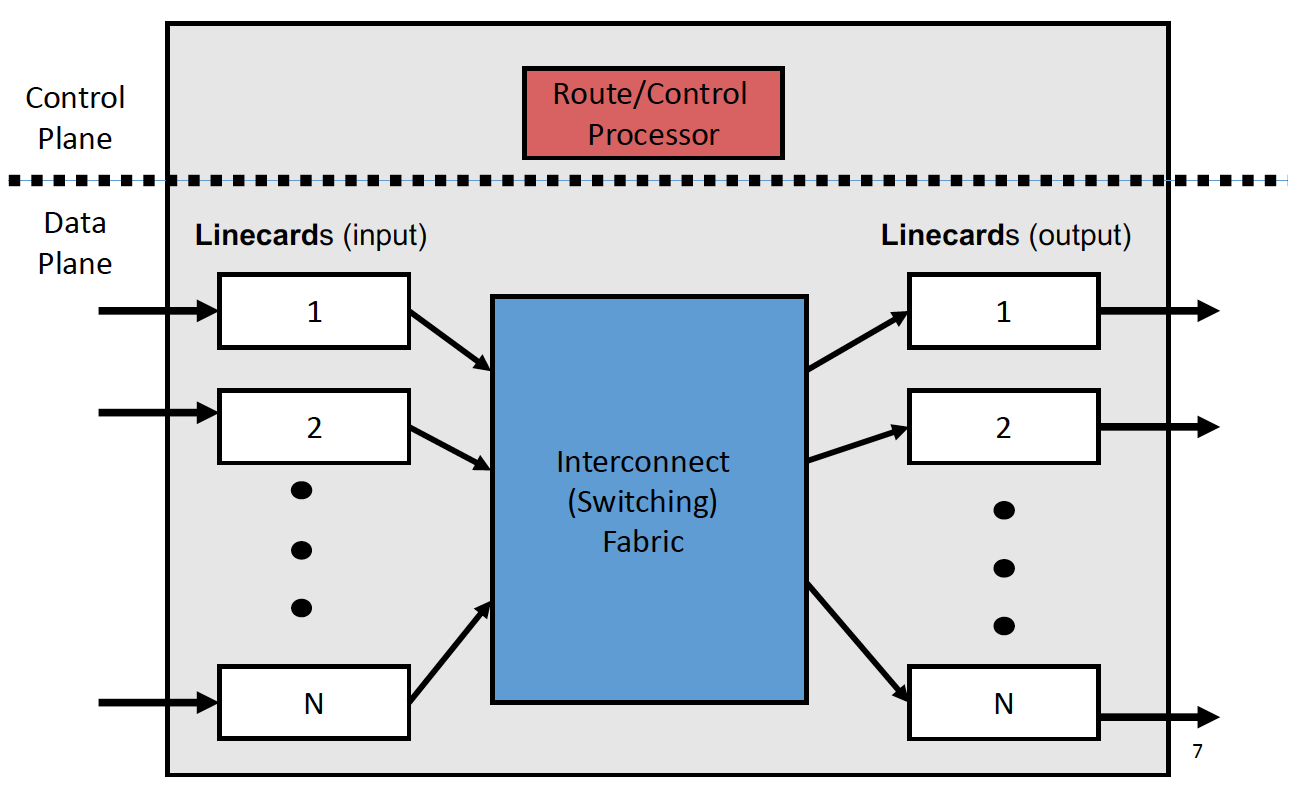 Route/Control
Processor
Control
Plane
Data
Plane
Linecards (input)
Linecards (output)
1
1
2
2
Interconnect
(Switching)
Fabric
N
N
7